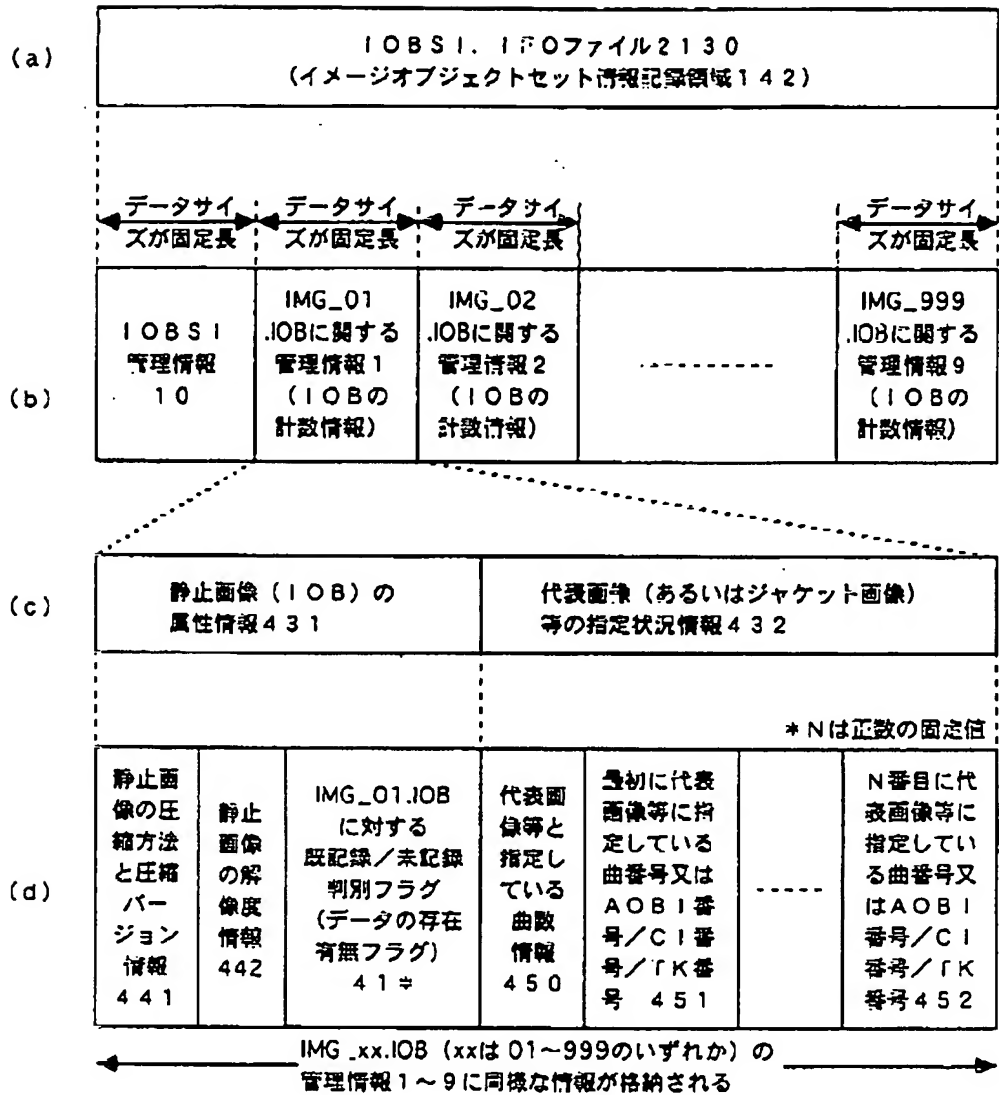 (a)
IOBSI. IFOファイル2130
(イメージオブジェクトセット情報記録領域142)
データサイ
ズが固定長
データサイ
ズが固定長
データサイ
ズが固定長
データサイ
ズが固定長
(b)
IOBSI
管理情報
10
IMG_01
.IOBに関する
管理情報1
(IOBの
計数情報)
IMG_02
.IOBに関する
管理情報2
(IOBの
計数情報)
IMG_999
.IOBに関する
管理情報9
(IOBの
計数情報)
(c)
静止画像(IOB)の
属性情報431
代表画像(あるいはジャケット画像)
等の指定状況情報432
*Nは正数の固定値
(d)
静止画
像の圧
縮方法
と圧縮
バー
ジョン
情報
441
静止
画像
の解
像度
情報
442
IMG_01.IOB
に対する
既記録/未記録
判別フラグ
(データの存在
有無フラグ)
代表画
像等と
指定し
ている
曲数
情報
450
最初に代表
画像等に指
定している
曲番号又は
AOBI番
号/CI番
号/TK番
号 451
N番目に代
表画像等に
指定してい
る曲番号又
はAOBI
番号/CI
番号/TK
番号452
IMG_xx.IOB(xxは01~999のいずれか)の
管理情報1~9に同様な情報が格納される